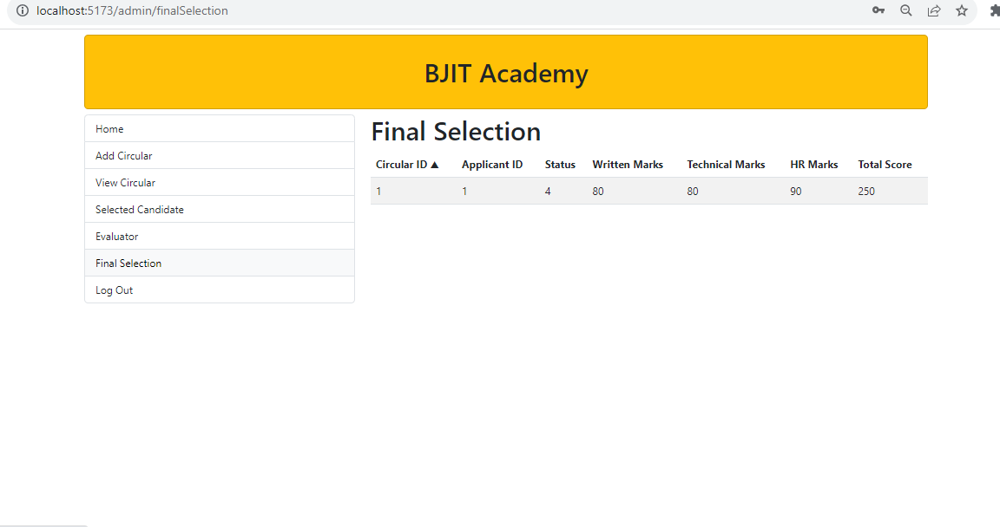 localhost:5173/admin/finalSelection
BJIT Academy
Home
Add Circular
View Circular
Selected Candidate
Evaluator
Final Selection
Log Out
Final Selection
Circular ID ▲ Applicant ID Status Written Marks Technical Marks HR Marks Total Score
1 1 4 80 80 90 250